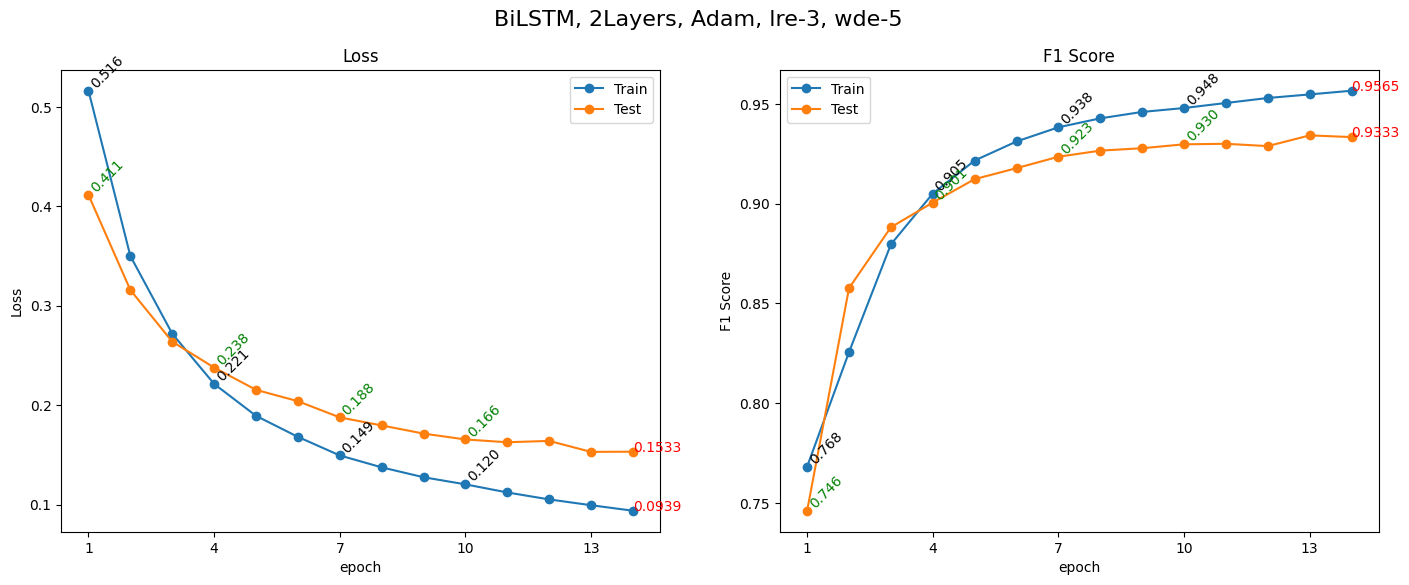 BiLSTM, 2Layers, Adam, lre-3, wde-5
Loss
Train
Test
0.516
0.411
0.238
0.221
0.188
0.149
0.166
0.120
0.1533
0.0939
0.5
0.4
0.3
0.2
0.1
Loss
1 4 7 10 13
epoch
F1 Score
Train
Test
0.768
0.746
0.905
0.901
0.938
0.923
0.948
0.930
0.9565
0.9333
0.95
0.90
0.85
0.80
0.75
F1 Score
1 4 7 10 13
epoch